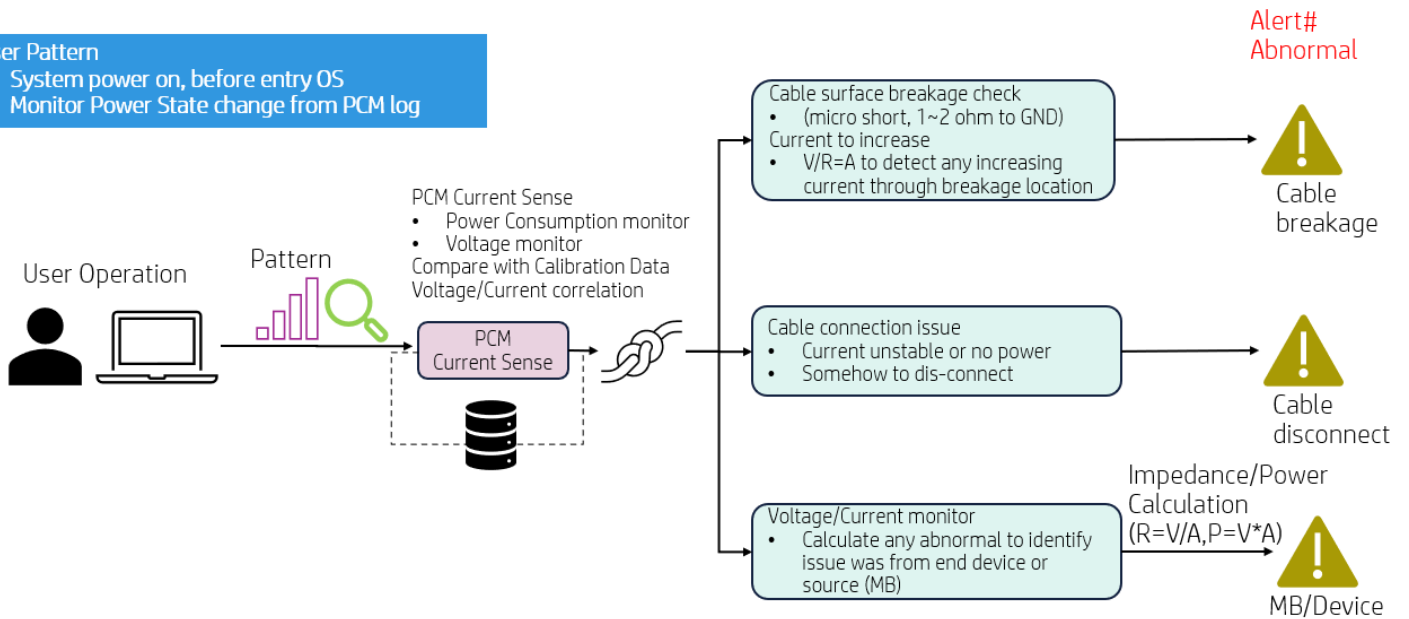 ser Pattern
System power on, before entry OS
Monitor Power State change from PCM log
Alert#
Abnormal
User Operation
Pattern
PCM Current Sense
• Power Consumption monitor
• Voltage monitor
Compare with Calibration Data
Voltage/Current correlation
PCM
Current Sense
Cable surface breakage check
• (micro short, 1~2 ohm to GND)
Current to increase
• V/R=A to detect any increasing
current through breakage location
Cable
breakage
Cable connection issue
• Current unstable or no power
• Somehow to dis-connect
Cable
disconnect
Voltage/Current monitor
• Calculate any abnormal to identify
issue was from end device or
source (MB)
Impedance/Power
Calculation
(R=V/A,P=V*A)
MB/Device